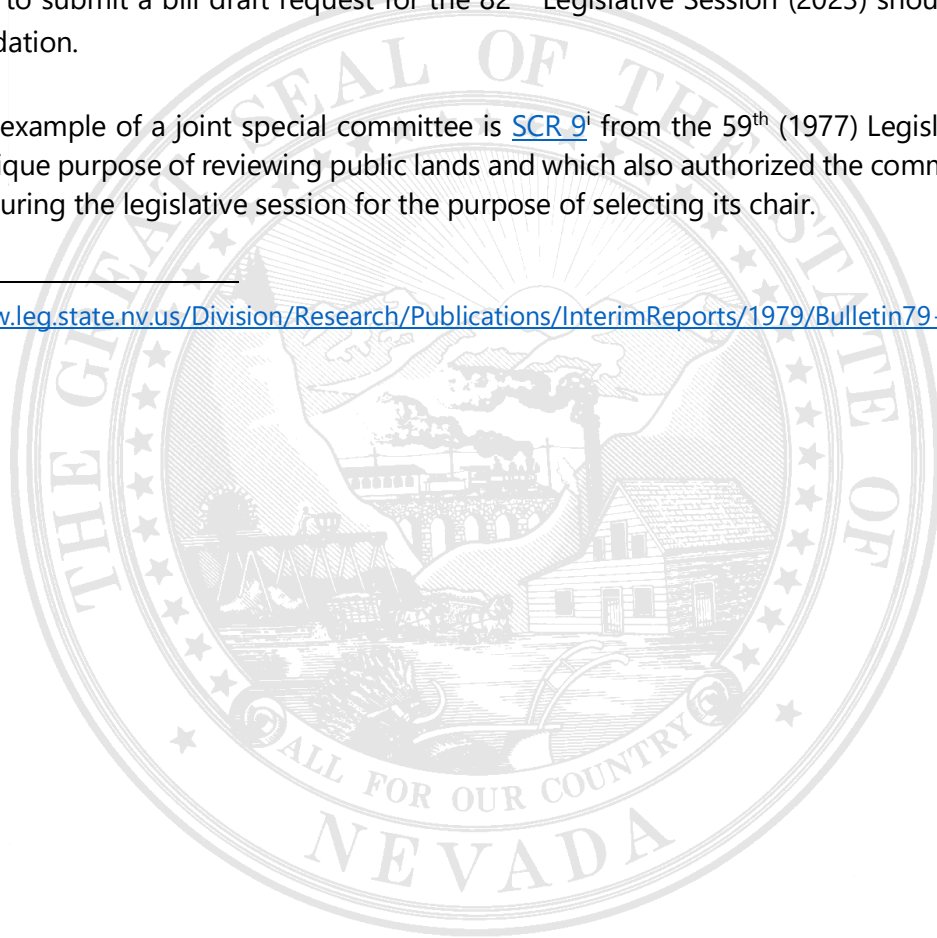 to submit a bill draft request for the 82 Legislative Session (2023) shou
dation.
example of a joint special committee is SCR 9ⁱ from the 59ᵗʰ (1977) Legisl
ique purpose of reviewing public lands and which also authorized the comm
uring the legislative session for the purpose of selecting its chair.
w.leg.state.nv.us/Division/Research/Publications/InterimReports/1979/Bulletin79-
THE GREAT SEAL OF THE STATE OF
ALL FOR OUR COUNTRY
NEVADA